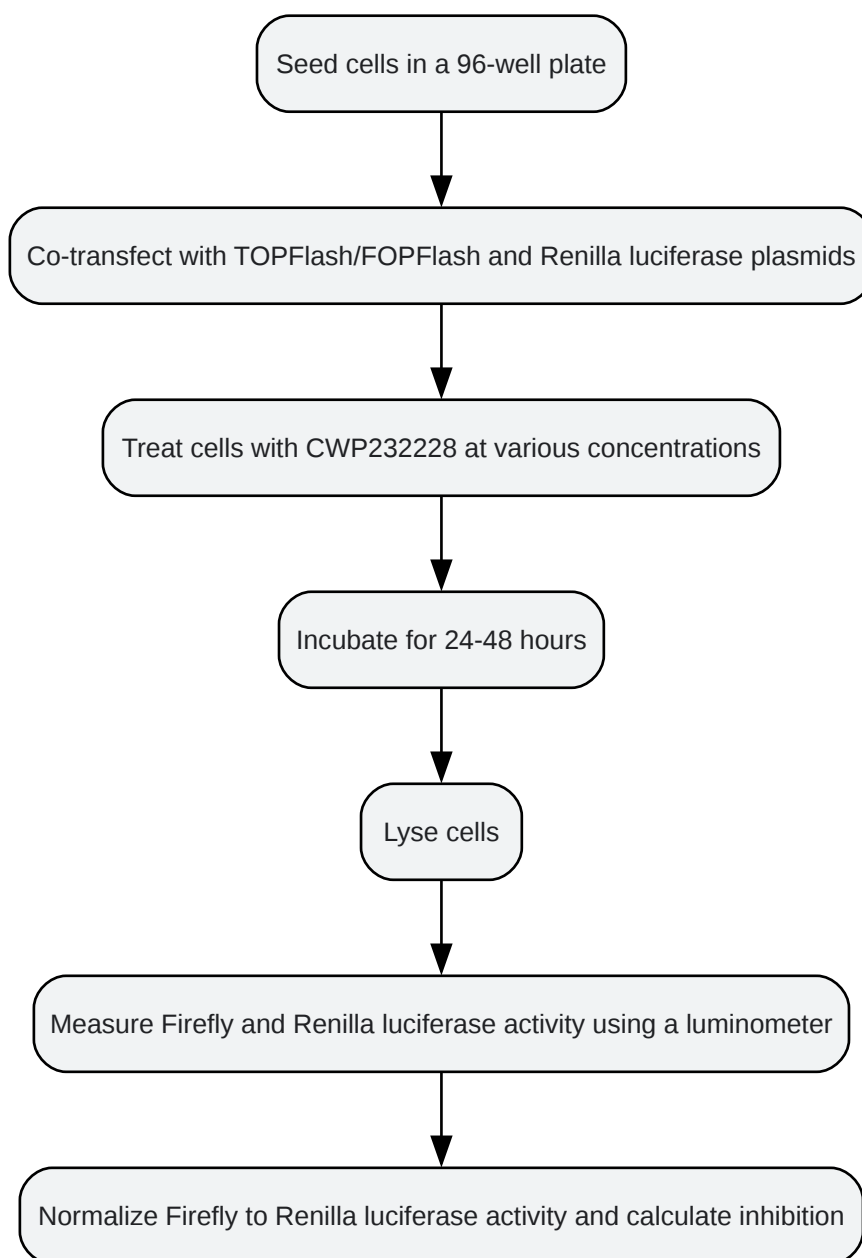 Seed cells in a 96-well plate
Co-transfect with TOPFlash/FOPFlash and Renilla luciferase plasmids
Treat cells with CWP232228 at various concentrations
Incubate for 24-48 hours
Lyse cells
Measure Firefly and Renilla luciferase activity using a luminometer
Normalize Firefly to Renilla luciferase activity and calculate inhibition